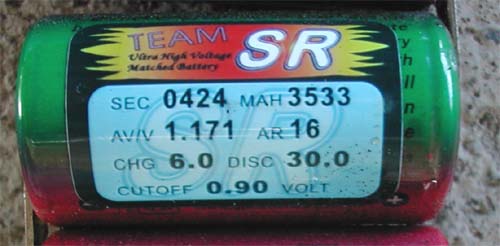 TEAM SR
Ultra High Voltage
Matched Battery
SEC 0424 MAH 3533
AV/V 1.171 AR 16
CHG 6.0 DISC 30.0
CUTOFF 0.90 VOLT
+